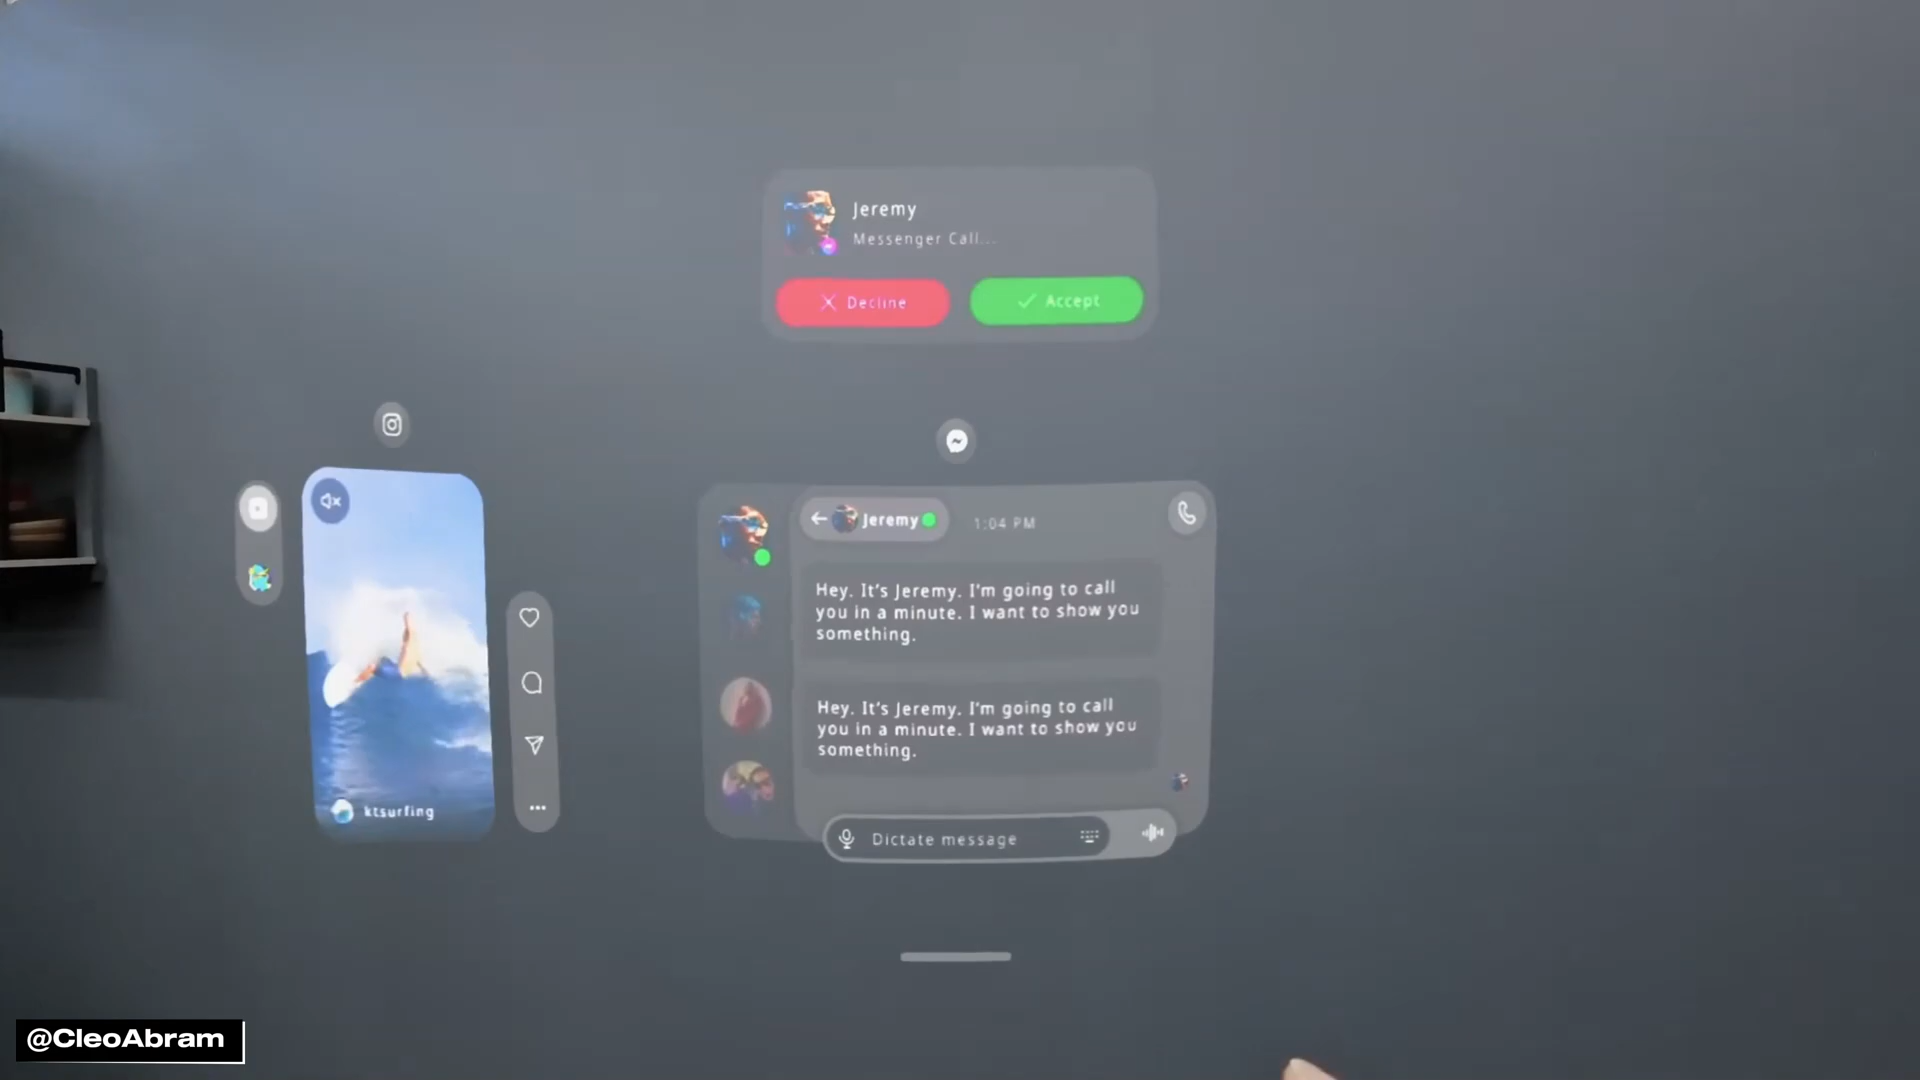 Jeremy
Messenger Call...
Decline
Accept
Jeremy
1:04 PM
Hey. It's Jeremy. I'm going to call
you in a minute. I want to show you
something.
Hey. It's Jeremy. I'm going to call
you in a minute. I want to show you
something.
Dictate message
ktsurfing
@CleoAbram